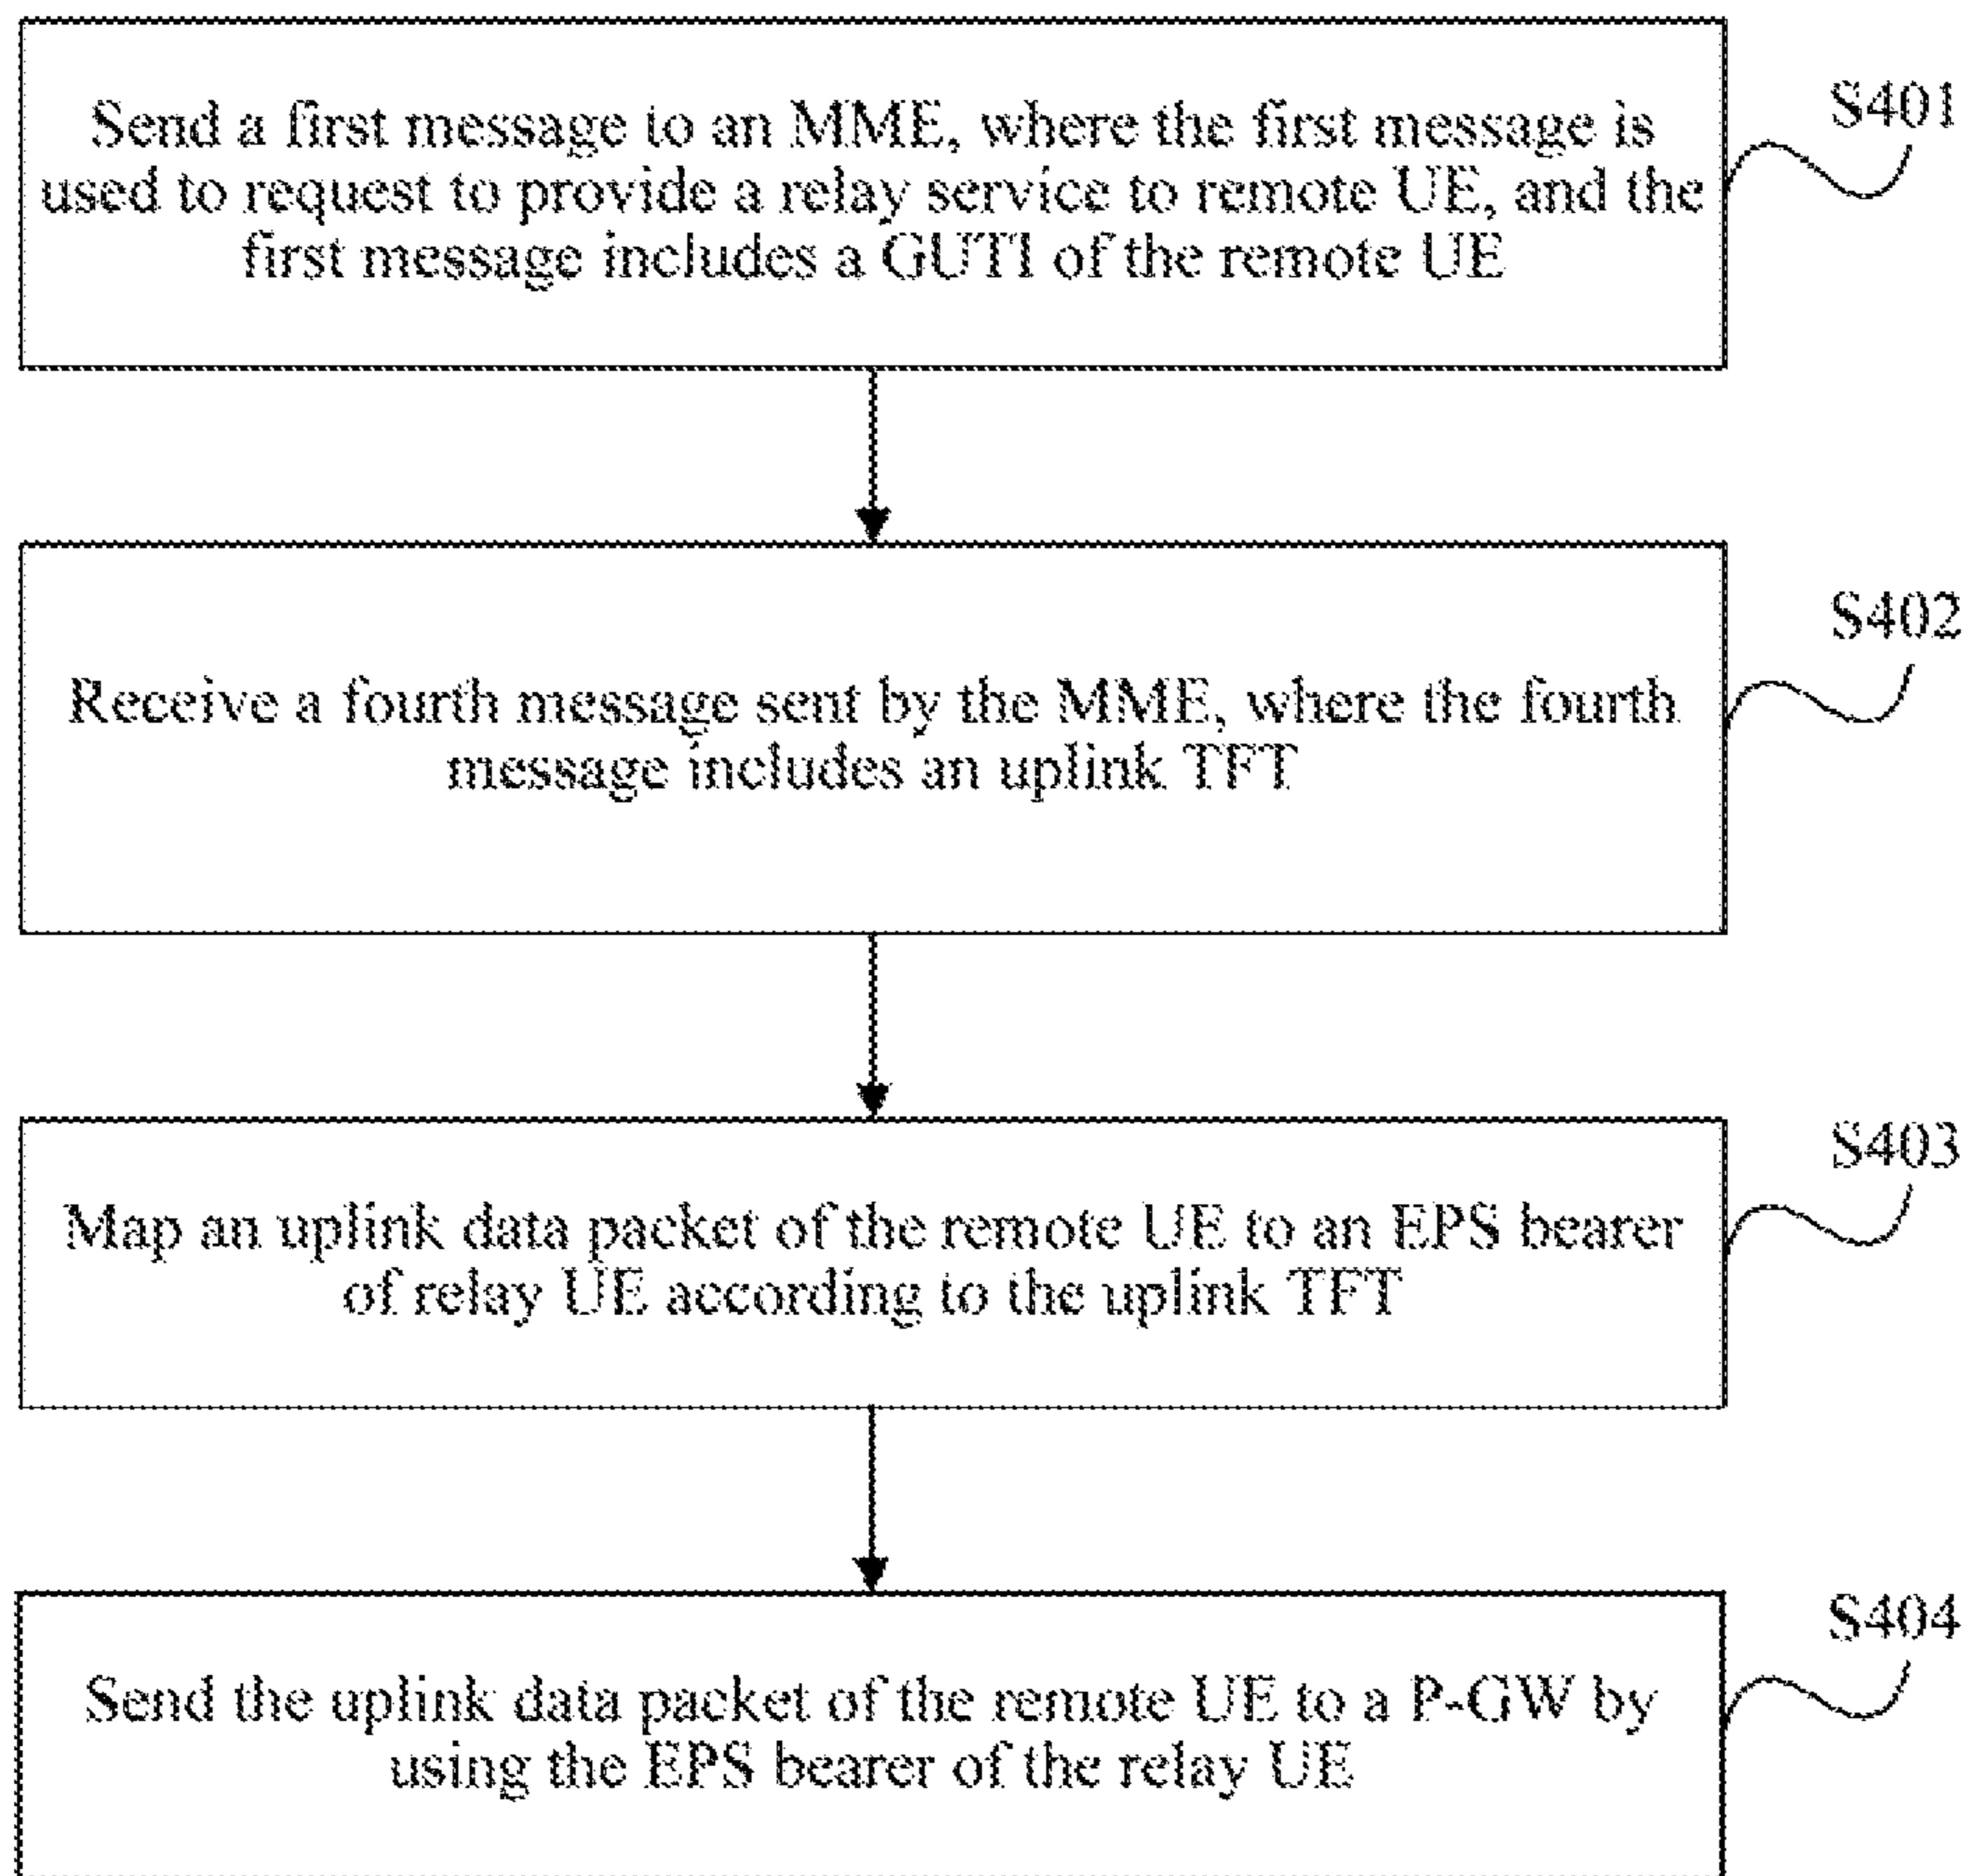 Send a first message to an MME, where the first message is
used to request to provide a relay service to remote UE, and the
first message includes a GUTI of the remote UE
S401
Receive a fourth message sent by the MME, where the fourth
message includes an uplink TFT
S402
Map an uplink data packet of the remote UE to an EPS bearer
of relay UE according to the uplink TFT
S403
Send the uplink data packet of the remote UE to a P-GW by
using the EPS bearer of the relay UE
S404